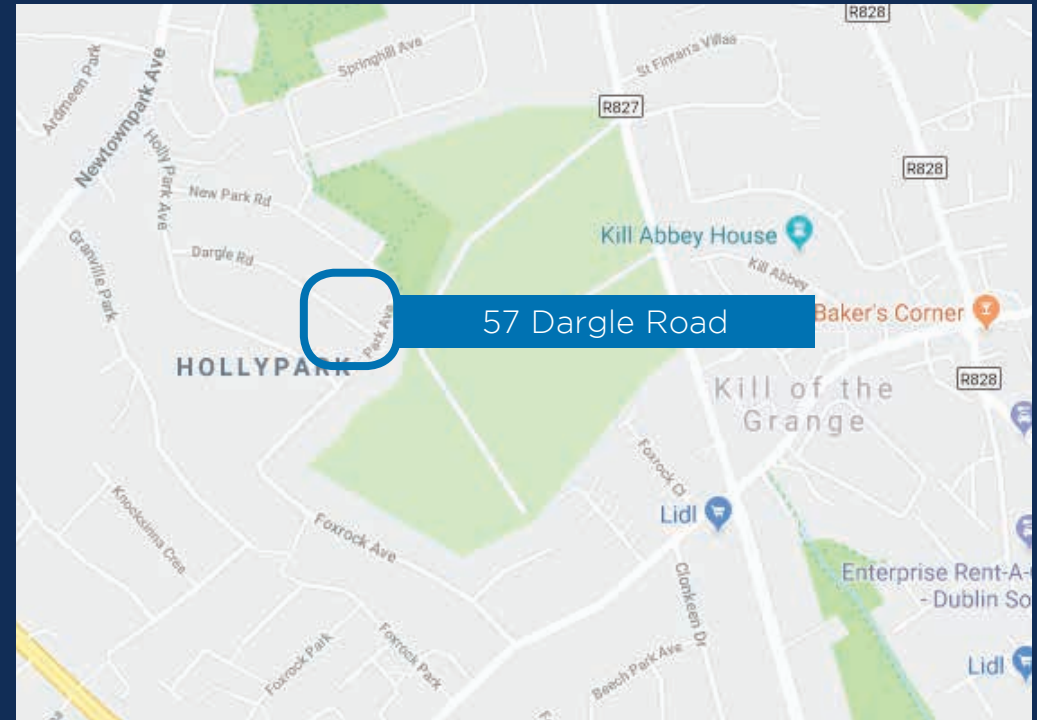 R828
Springhill Ave
St Fintan's Villas
Ardmeen Park
Newtownpark Ave
R827
Holly Park Ave
R828
New Park Rd
Kill Abbey House
Granville Park
Dargle Rd
Kill Abbey
57 Dargle Road
Baker's Corner
Park Ave
HOLLYPARK
Kill of the
Grange
R828
Foxrock Ct
Knocksinna Cres
Lidl
Foxrock Ave
Clonkeen Dr
Enterprise Rent-A-
- Dublin So
Foxrock Park
Foxrock Park
Beech Park Ave
Lidl